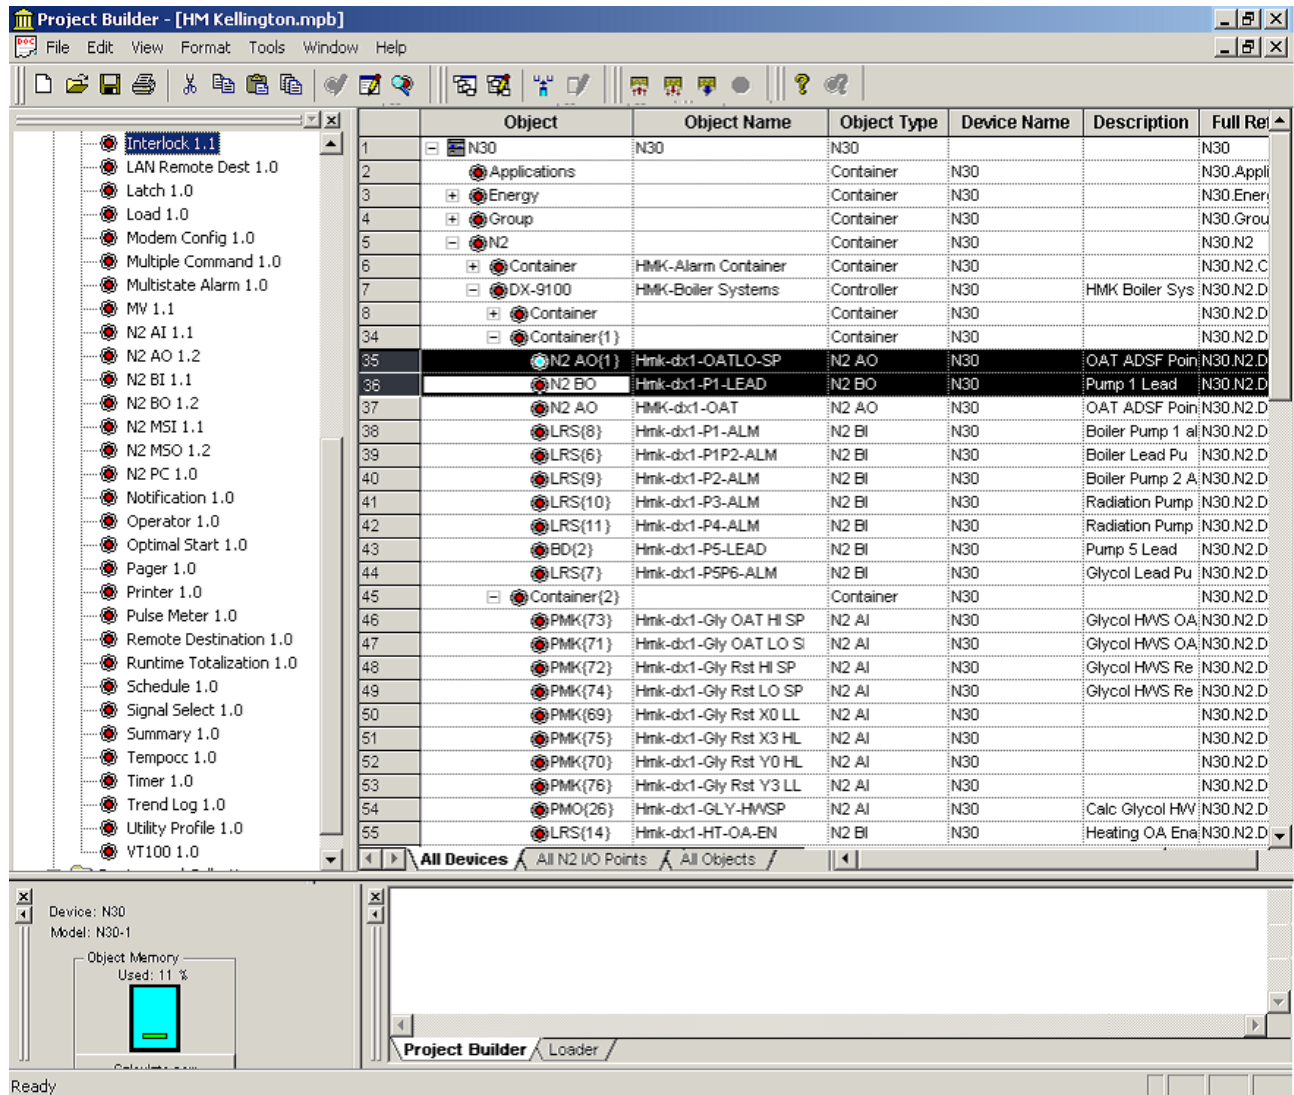 Project Builder - [HM Kellington.mpb]
File Edit View Format Tools Window Help
Interlock 1.1
LAN Remote Dest 1.0
Latch 1.0
Load 1.0
Modem Config 1.0
Multiple Command 1.0
Multistate Alarm 1.0
MV 1.1
N2 AI 1.1
N2 AO 1.2
N2 BI 1.1
N2 BO 1.2
N2 MSI 1.1
N2 MSO 1.2
N2 PC 1.0
Notification 1.0
Operator 1.0
Optimal Start 1.0
Pager 1.0
Printer 1.0
Pulse Meter 1.0
Remote Destination 1.0
Runtime Totalization 1.0
Schedule 1.0
Signal Select 1.0
Summary 1.0
Tempocc 1.0
Timer 1.0
Trend Log 1.0
Utility Profile 1.0
VT100 1.0
Object Object Name Object Type Device Name Description Full Ref
1 N30 N30 N30 N30
2 Applications Container N30 N30.Appli
3 Energy Container N30 N30.Ener
4 Group Container N30 N30.Grou
5 N2 Container N30 N30.N2
6 Container HMK-Alarm Container Container N30 N30.N2.C
7 DX-9100 HMK-Boiler Systems Controller N30 HMK Boiler Sys N30.N2.D
8 Container Container N30 N30.N2.D
34 Container{1} Container N30 N30.N2.D
35 N2 AO{1} Hmk-dx1-OATLO-SP N2 AO N30 OAT ADSF Poin N30.N2.D
36 N2 BO Hmk-dx1-P1-LEAD N2 BO N30 Pump 1 Lead N30.N2.D
37 N2 AO HMK-dx1-OAT N2 AO N30 OAT ADSF Poin N30.N2.D
38 LRS{8} Hmk-dx1-P1-ALM N2 BI N30 Boiler Pump 1 al N30.N2.D
39 LRS{6} Hmk-dx1-P1P2-ALM N2 BI N30 Boiler Lead Pu N30.N2.D
40 LRS{9} Hmk-dx1-P2-ALM N2 BI N30 Boiler Pump 2 A N30.N2.D
41 LRS{10} Hmk-dx1-P3-ALM N2 BI N30 Radiation Pump N30.N2.D
42 LRS{11} Hmk-dx1-P4-ALM N2 BI N30 Radiation Pump N30.N2.D
43 BD{2} Hmk-dx1-P5-LEAD N2 BI N30 Pump 5 Lead N30.N2.D
44 LRS{7} Hmk-dx1-P5P6-ALM N2 BI N30 Glycol Lead Pu N30.N2.D
45 Container{2} Container N30 N30.N2.D
46 PMK{73} Hmk-dx1-Gly OAT HI SP N2 AI N30 Glycol HWS OA N30.N2.D
47 PMK{71} Hmk-dx1-Gly OAT LO S N2 AI N30 Glycol HWS OA N30.N2.D
48 PMK{72} Hmk-dx1-Gly Rst HI SP N2 AI N30 Glycol HWS Re N30.N2.D
49 PMK{74} Hmk-dx1-Gly Rst LO SP N2 AI N30 Glycol HWS Re N30.N2.D
50 PMK{69} Hmk-dx1-Gly Rst X0 LL N2 AI N30 N30.N2.D
51 PMK{75} Hmk-dx1-Gly Rst X3 HL N2 AI N30 N30.N2.D
52 PMK{70} Hmk-dx1-Gly Rst Y0 HL N2 AI N30 N30.N2.D
53 PMK{76} Hmk-dx1-Gly Rst Y3 LL N2 AI N30 N30.N2.D
54 PMO{26} Hmk-dx1-GLY-HWSP N2 AI N30 Calc Glycol HW N30.N2.D
55 LRS{14} Hmk-dx1-HT-OA-EN N2 BI N30 Heating OA Ena N30.N2.D
All Devices All N2 I/O Points All Objects
Device: N30
Model: N30-1
Object Memory
Used: 11 %
Project Builder Loader
Ready